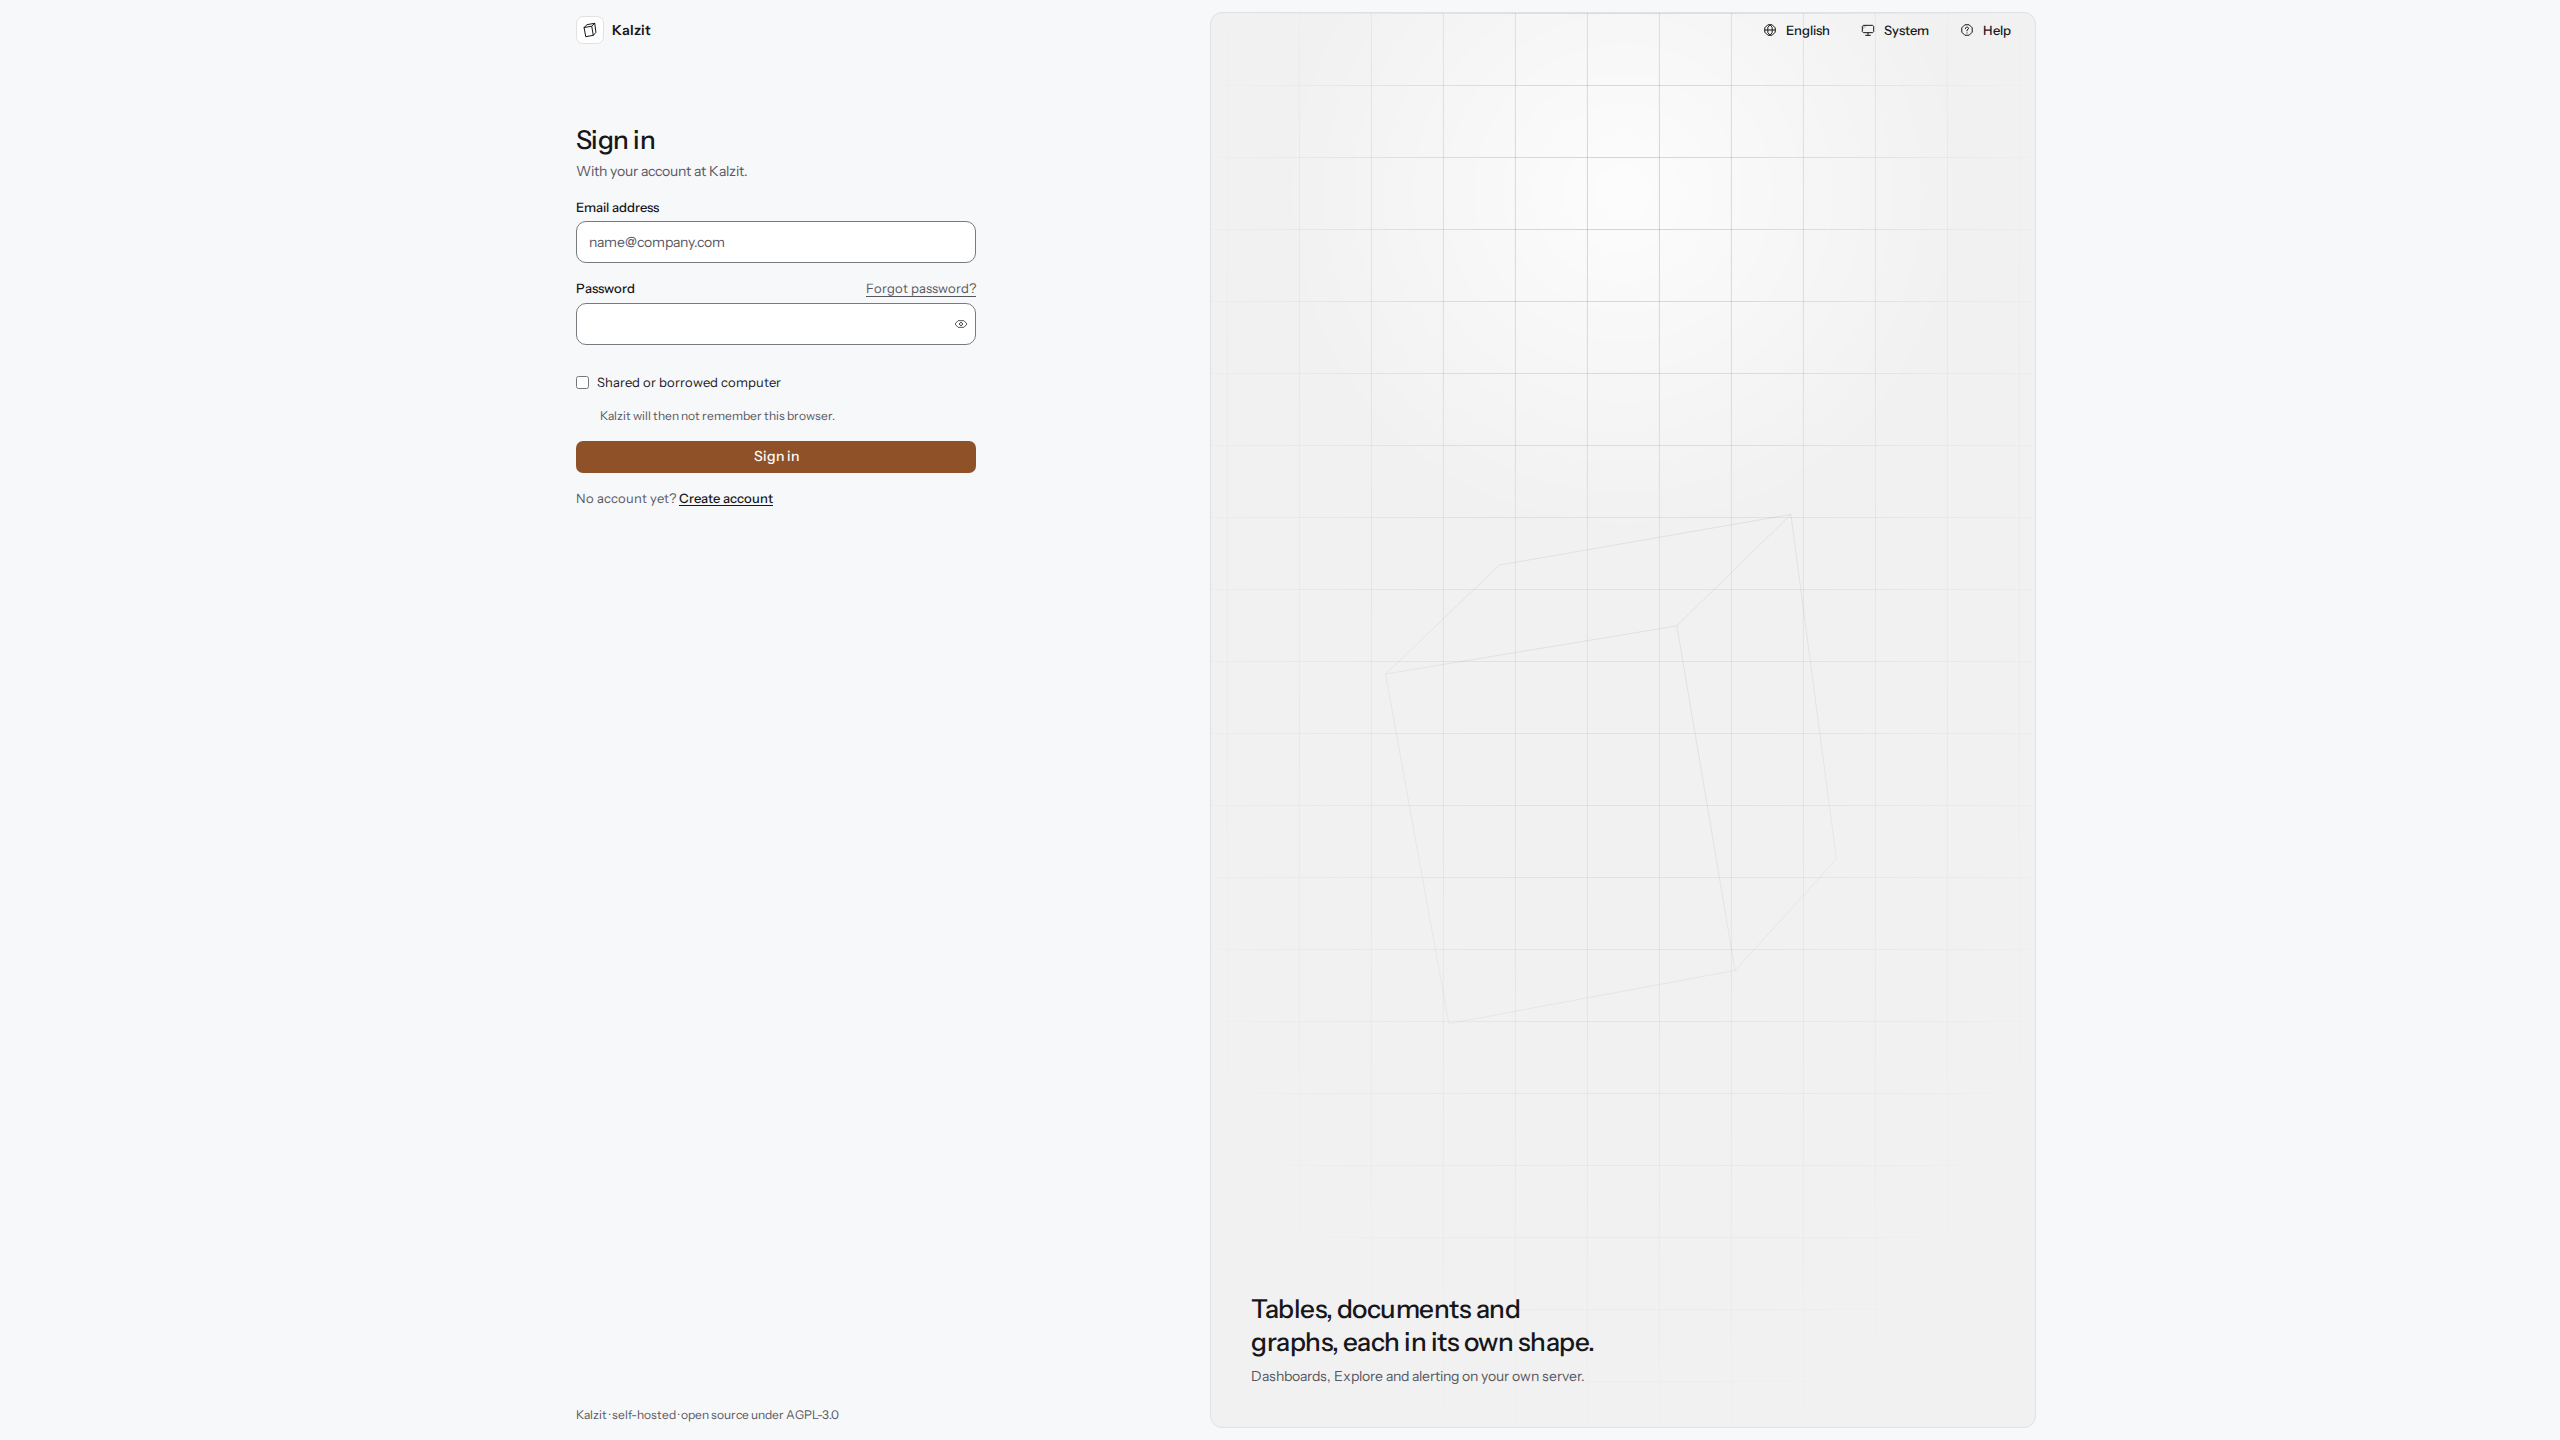 Kalzit
English
System
Help
Sign in
With your account at Kalzit.
Email address
name@company.com
Password
Forgot password?
Shared or borrowed computer
Kalzit will then not remember this browser.
Sign in
No account yet? Create account
Tables, documents and
graphs, each in its own shape.
Dashboards, Explore and alerting on your own server.
Kalzit · self-hosted · open source under AGPL-3.0